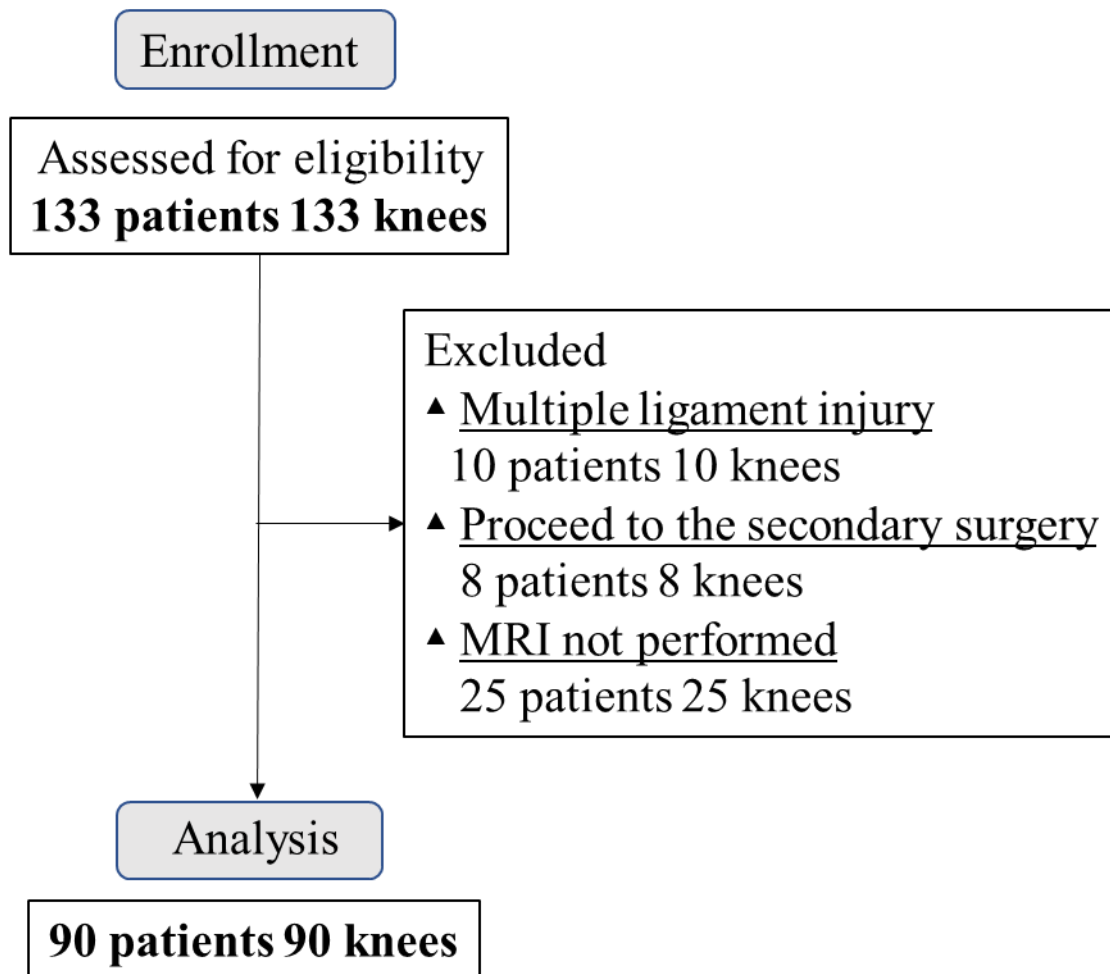 Enrollment
Assessed for eligibility
133 patients 133 knees
Excluded
▲ Multiple ligament injury
10 patients 10 knees
▲ Proceed to the secondary surgery
8 patients 8 knees
▲ MRI not performed
25 patients 25 knees
Analysis
90 patients 90 knees